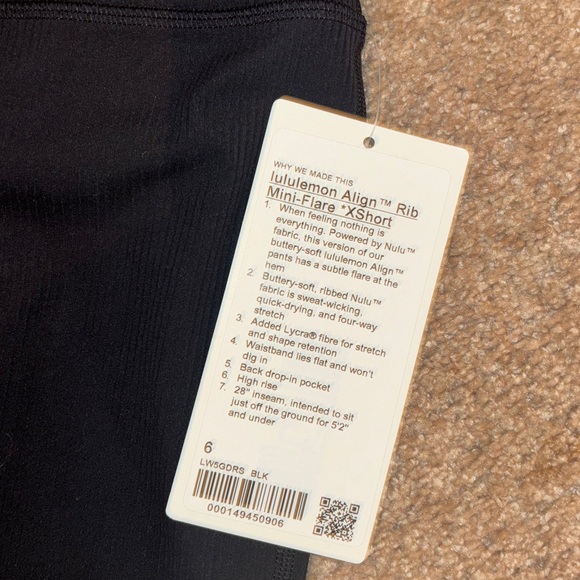 WHY WE MADE THIS
lululemon Align™ Rib
Mini-Flare *XShort
1. When feeling nothing is
everything. Powered by Nulu™
fabric, this version of our
buttery-soft lululemon Align™
pants has a subtle flare at the
hem
2. Buttery-soft, ribbed Nulu™
fabric is sweat-wicking,
quick-drying, and four-way
stretch
3. Added Lycra® fibre for stretch
and shape retention
4. Waistband lies flat and won't
dig in
5. Back drop-in pocket
6. High rise
7. 28" inseam, intended to sit
just off the ground for 5'2"
and under
6
LW5GDRS BLK
000149450906